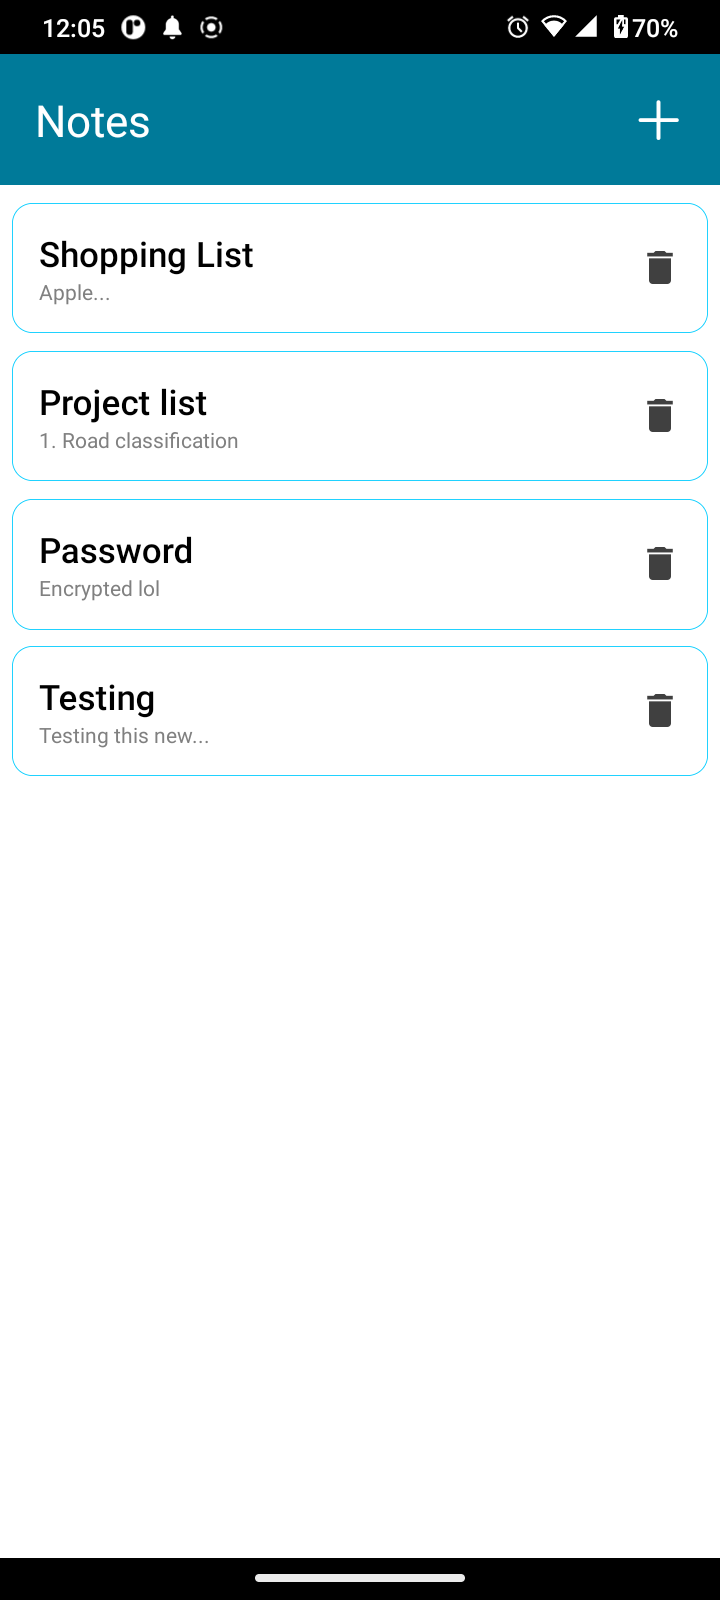 12:05 70%
Notes
Shopping List
Apple...
Project list
1. Road classification
Password
Encrypted lol
Testing
Testing this new...